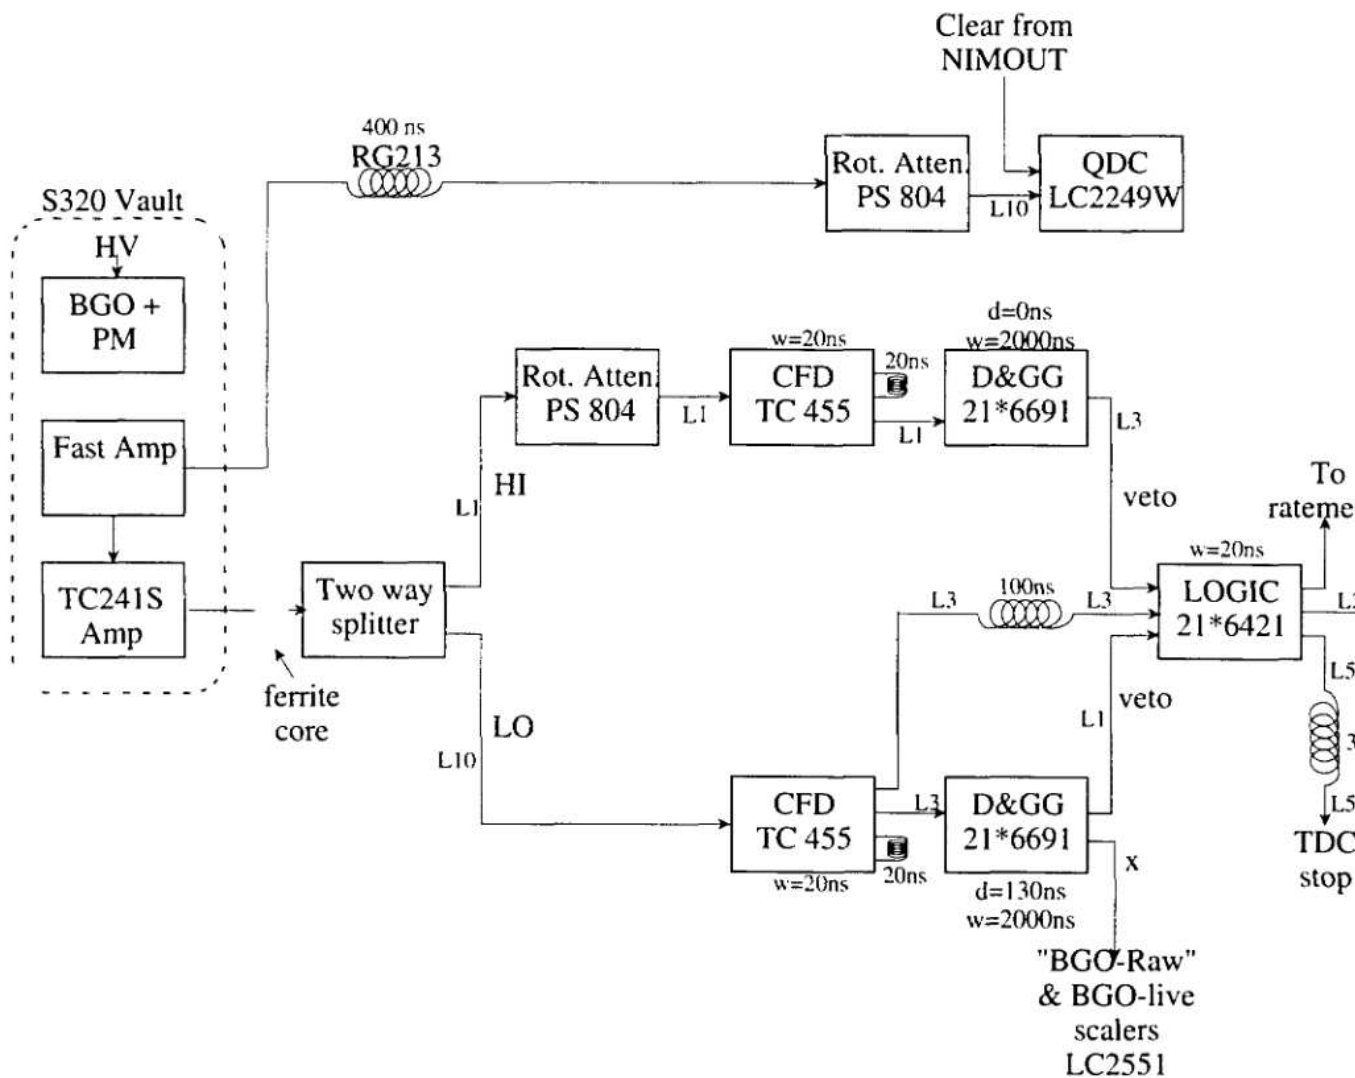 Clear from
NIMOUT
400 ns
RG213
Rot. Atten.
PS 804
L10
QDC
LC2249W
S320 Vault
HV
BGO +
PM
Fast Amp
TC241S
Amp
ferrite
core
Two way
splitter
L1
HI
Rot. Atten.
PS 804
L1
w=20ns
CFD
TC 455
20ns
L1
d=0ns
w=2000ns
D&GG
21*6691
L3
veto
L3
100ns
L3
w=20ns
LOGIC
21*6421
To
rateme
L5
3
L5
TDC
stop
LO
L10
CFD
TC 455
w=20ns
L3
20ns
D&GG
21*6691
d=130ns
w=2000ns
L1
veto
x
"BGO-Raw"
& BGO-live
scalers
LC2551